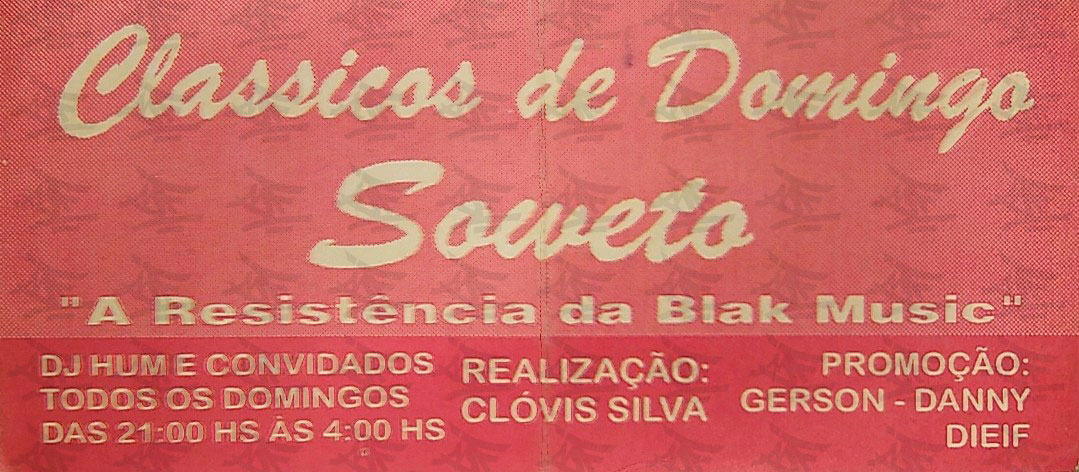 Classicos de Domingo
Soweto
"A Resistência da Blak Music"
DJ HUM E CONVIDADOS
TODOS OS DOMINGOS
DAS 21:00 HS ÀS 4:00 HS
REALIZAÇÃO:
CLÓVIS SILVA
PROMOÇÃO:
GERSON - DANNY
DIEIF